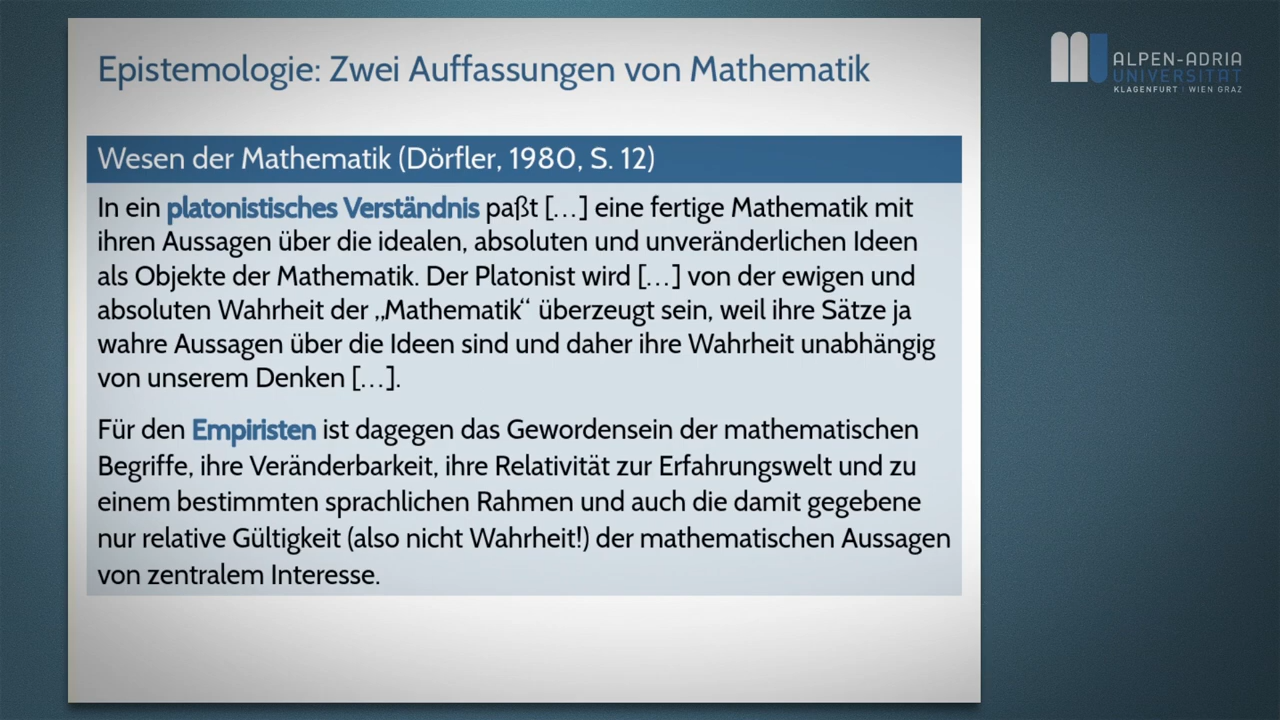 Epistemologie: Zwei Auffassungen von Mathematik
ALPEN-ADRIA
UNIVERSITÄT
KLAGENFURT | WIEN GRAZ
Wesen der Mathematik (Dörfler, 1980, S. 12)
In ein platonistisches Verständnis paßt […] eine fertige Mathematik mit
ihren Aussagen über die idealen, absoluten und unveränderlichen Ideen
als Objekte der Mathematik. Der Platonist wird […] von der ewigen und
absoluten Wahrheit der „Mathematik“ überzeugt sein, weil ihre Sätze ja
wahre Aussagen über die Ideen sind und daher ihre Wahrheit unabhängig
von unserem Denken […].
Für den Empiristen ist dagegen das Gewordensein der mathematischen
Begriffe, ihre Veränderbarkeit, ihre Relativität zur Erfahrungswelt und zu
einem bestimmten sprachlichen Rahmen und auch die damit gegebene
nur relative Gültigkeit (also nicht Wahrheit!) der mathematischen Aussagen
von zentralem Interesse.